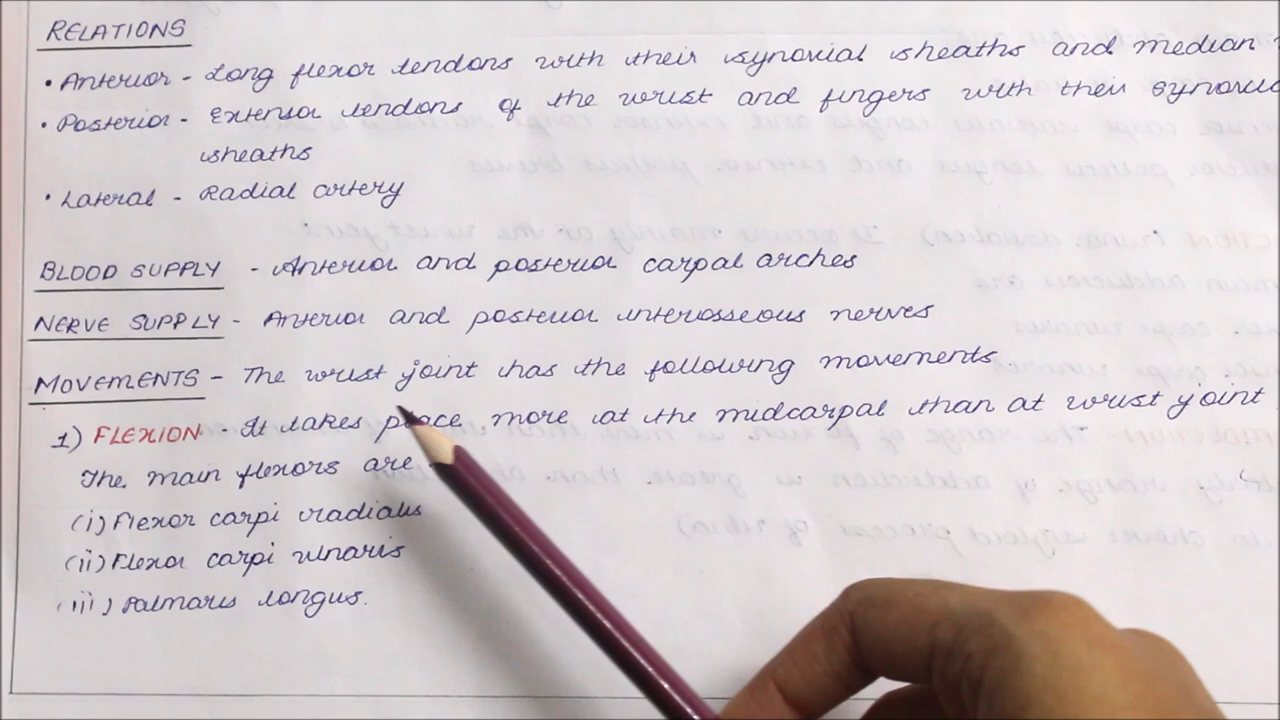 RELATIONS
• Anterior - Long flexor tendons with their synovial sheaths and median
• Posterior - Extensor tendons of the wrist and fingers with their
sheaths
• Lateral - Radial artery
BLOOD SUPPLY - Anterior and posterior carpal arches
NERVE SUPPLY - Anterior and posterior interosseous nerves
MOVEMENTS - The wrist joint has the following movements
1) FLEXION It takes place more at the midcarpal than at wrist joint
The main flexors are
(i) Flexor carpi radialis
(ii) Flexor carpi ulnaris
(iii) Palmaris longus.